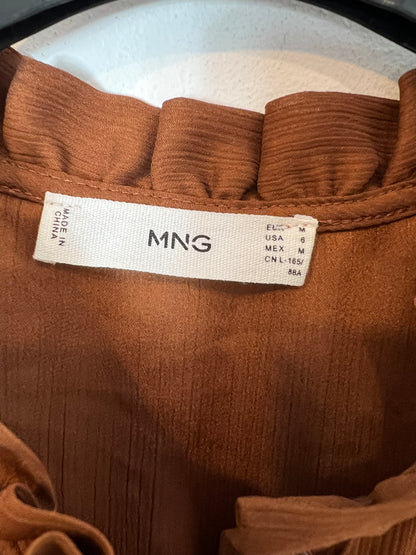 MADE IN
CHINA
MNG
EUR M
USA 6
MEX M
CN L-165/
88A